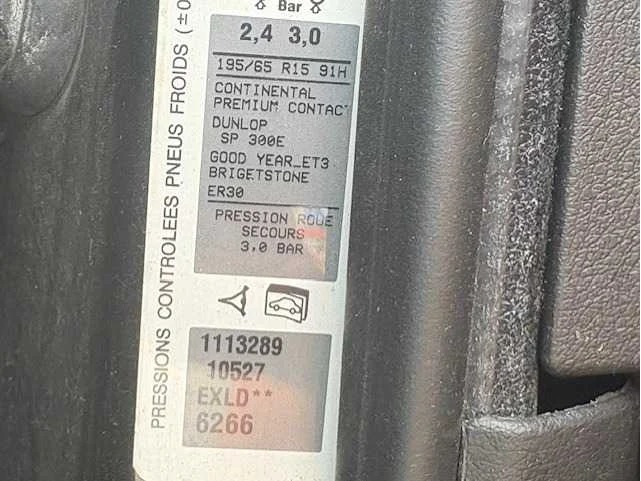 Bar
2,4 3,0
195/65 R15 91H
CONTINENTAL
PREMIUM CONTACT
DUNLOP
SP 300E
GOOD YEAR_ET3
BRIGETSTONE
ER30
PRESSION ROUE
SECOURS
3,0 BAR
1113289
10527
EXLD**
6266
PRESSIONS CONTROLEES PNEUS FROIDS (±0